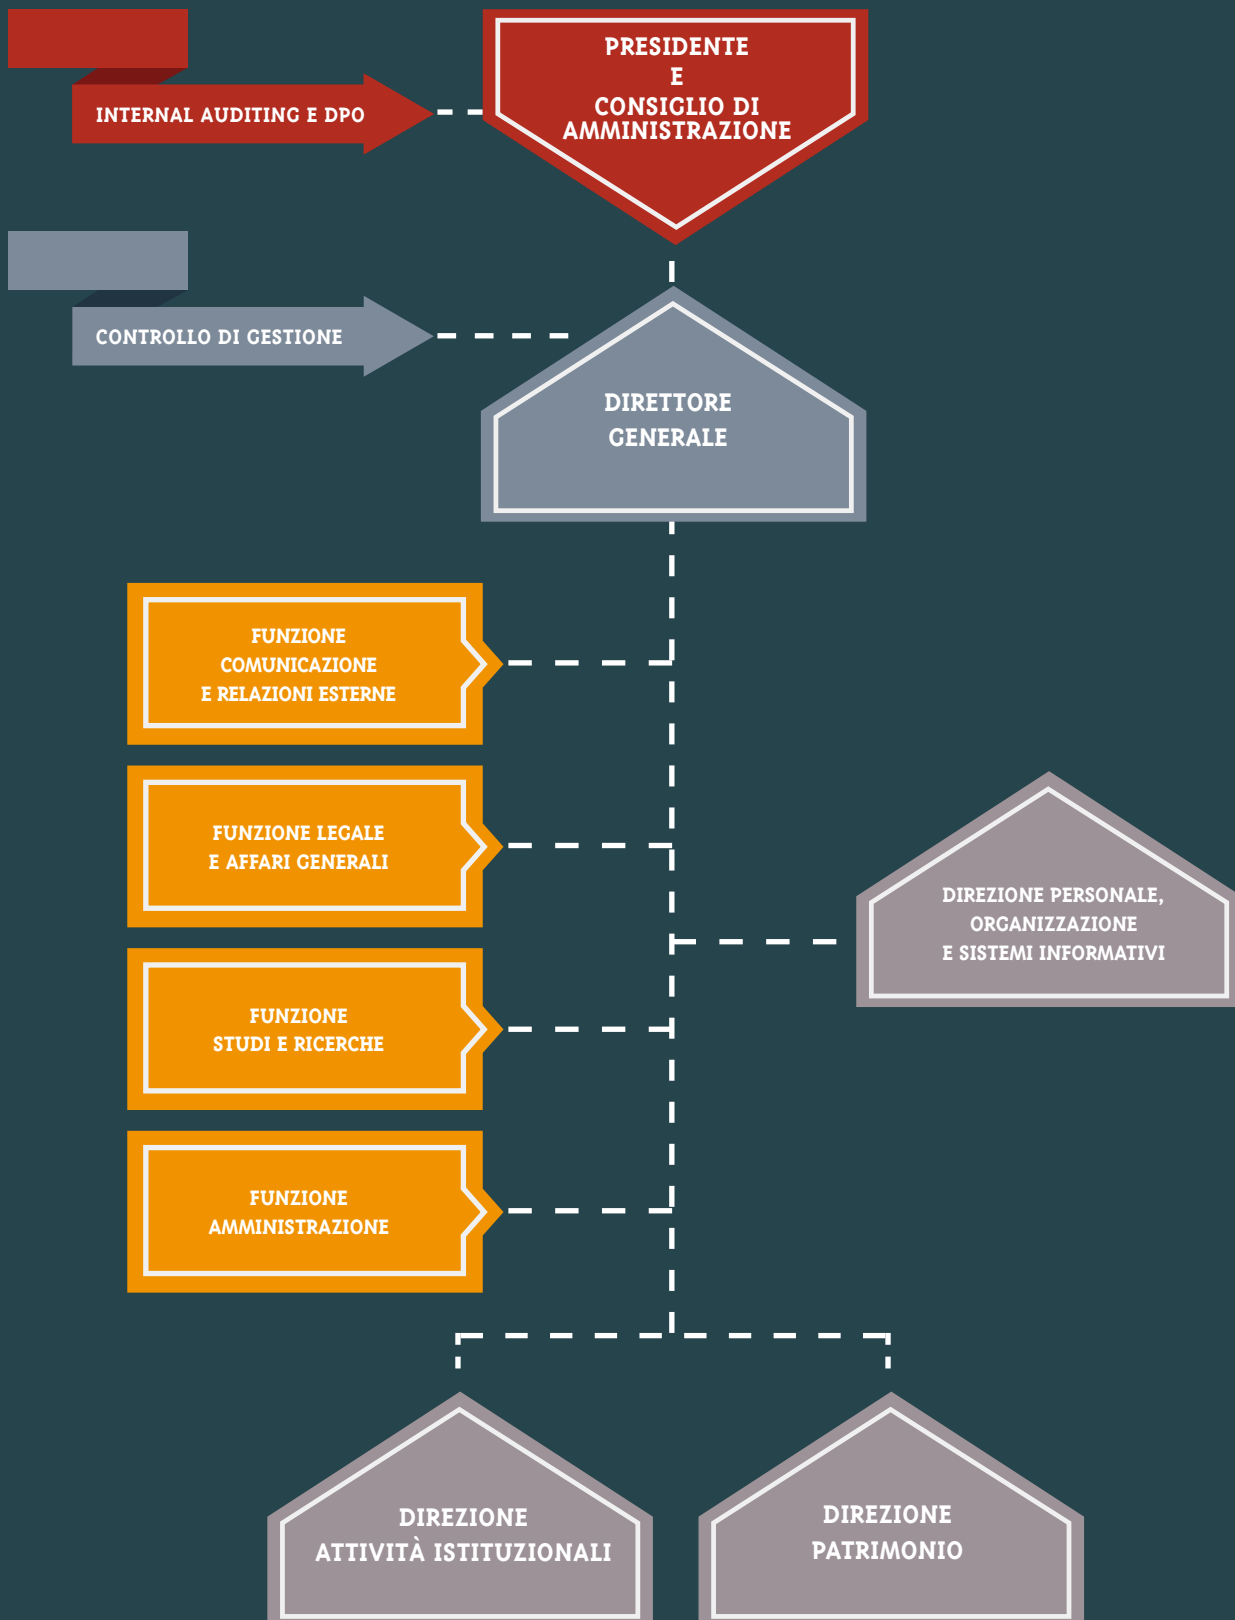 PRESIDENTE
E
CONSIGLIO DI
AMMINISTRAZIONE
INTERNAL AUDITING E DPO
CONTROLLO DI GESTIONE
DIRETTORE
GENERALE
FUNZIONE
COMUNICAZIONE
E RELAZIONI ESTERNE
FUNZIONE LEGALE
E AFFARI GENERALI
DIREZIONE PERSONALE,
ORGANIZZAZIONE
E SISTEMI INFORMATIVI
FUNZIONE
STUDI E RICERCHE
FUNZIONE
AMMINISTRAZIONE
DIREZIONE
ATTIVITÀ ISTITUZIONALI
DIREZIONE
PATRIMONIO